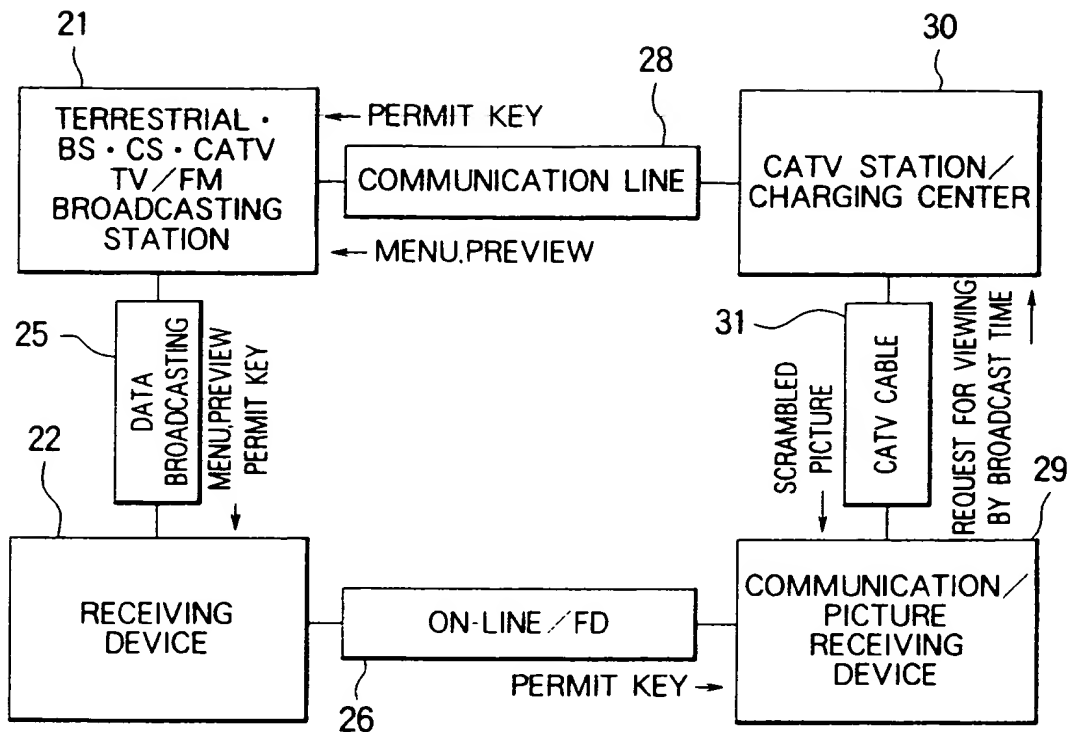 21
28
30
TERRESTRIAL・
BS・CS・CATV
TV/FM
BROADCASTING
STATION
←PERMIT KEY
COMMUNICATION LINE
←MENU.PREVIEW
CATV STATION/
CHARGING CENTER
25
DATA
BROADCASTING
MENU.PREVIEW
PERMIT KEY
↓
31
SCRAMBLED
PICTURE
↓
CATV CABLE
REQUEST FOR VIEWING
BY BROADCAST TIME
↑
22
29
RECEIVING
DEVICE
ON-LINE/FD
26
PERMIT KEY→
COMMUNICATION/
PICTURE
RECEIVING
DEVICE